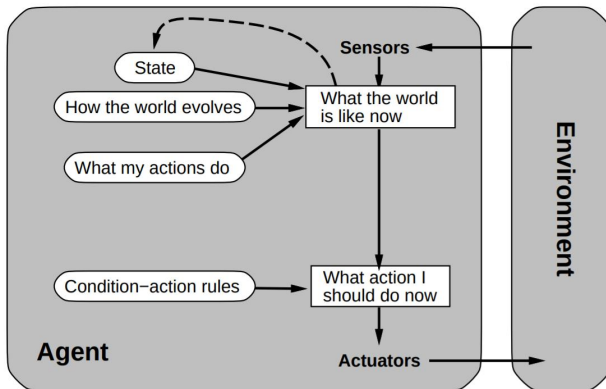 Sensors
State
How the world evolves
What the world
is like now
What my actions do
Environment
Condition−action rules
What action I
should do now
Agent
Actuators